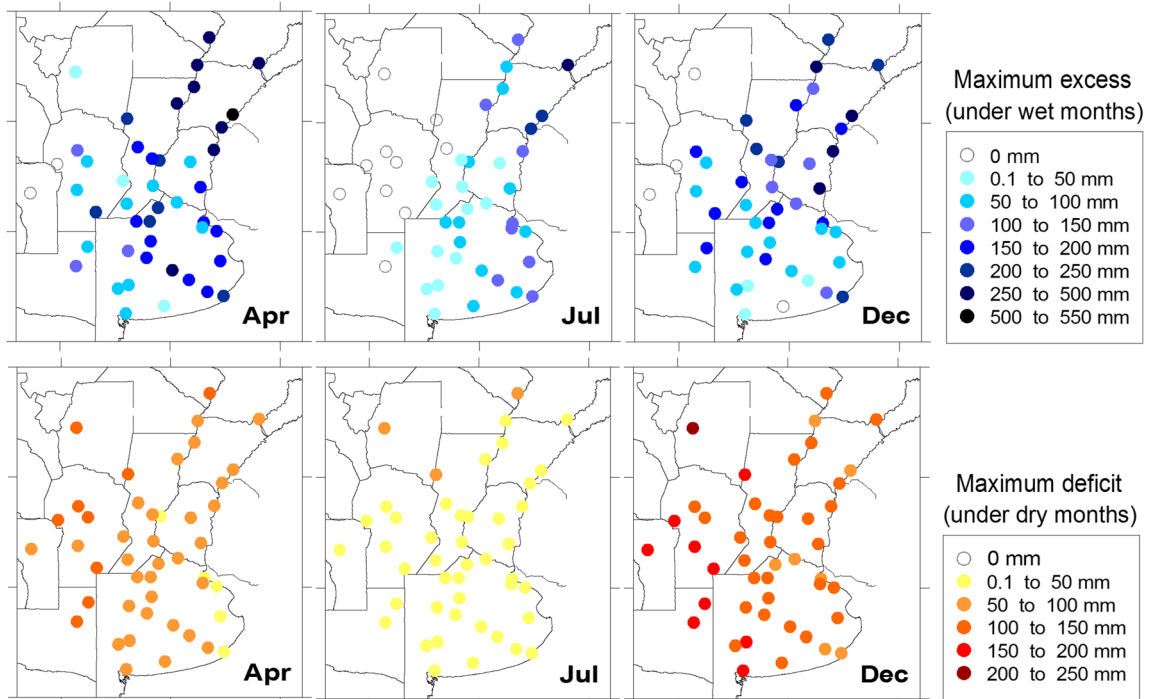 Maximum excess
(under wet months)
0 mm
0.1 to 50 mm
50 to 100 mm
100 to 150 mm
150 to 200 mm
200 to 250 mm
250 to 500 mm
500 to 550 mm
Apr
Jul
Dec
Maximum deficit
(under dry months)
0 mm
0.1 to 50 mm
50 to 100 mm
100 to 150 mm
150 to 200 mm
200 to 250 mm
Apr
Jul
Dec